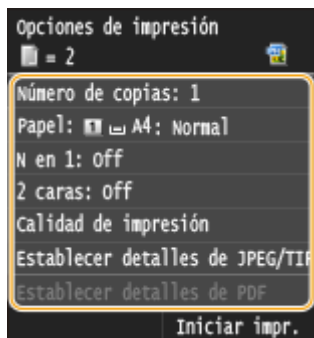 Opciones de impresión
= 2
Número de copias: 1
Papel: 1 A4: Normal
N en 1: Off
2 caras: Off
Calidad de impresión
Establecer detalles de JPEG/TIF
Establecer detalles de PDF
Iniciar impr.